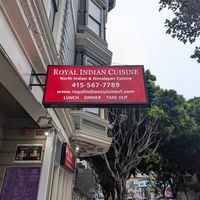 ROYAL INDIAN CUISINE
North Indian & Himalayan Cuisine
415-567-7789
www.royalindiancuisinesf.com
LUNCH DINNER TAKE OUT